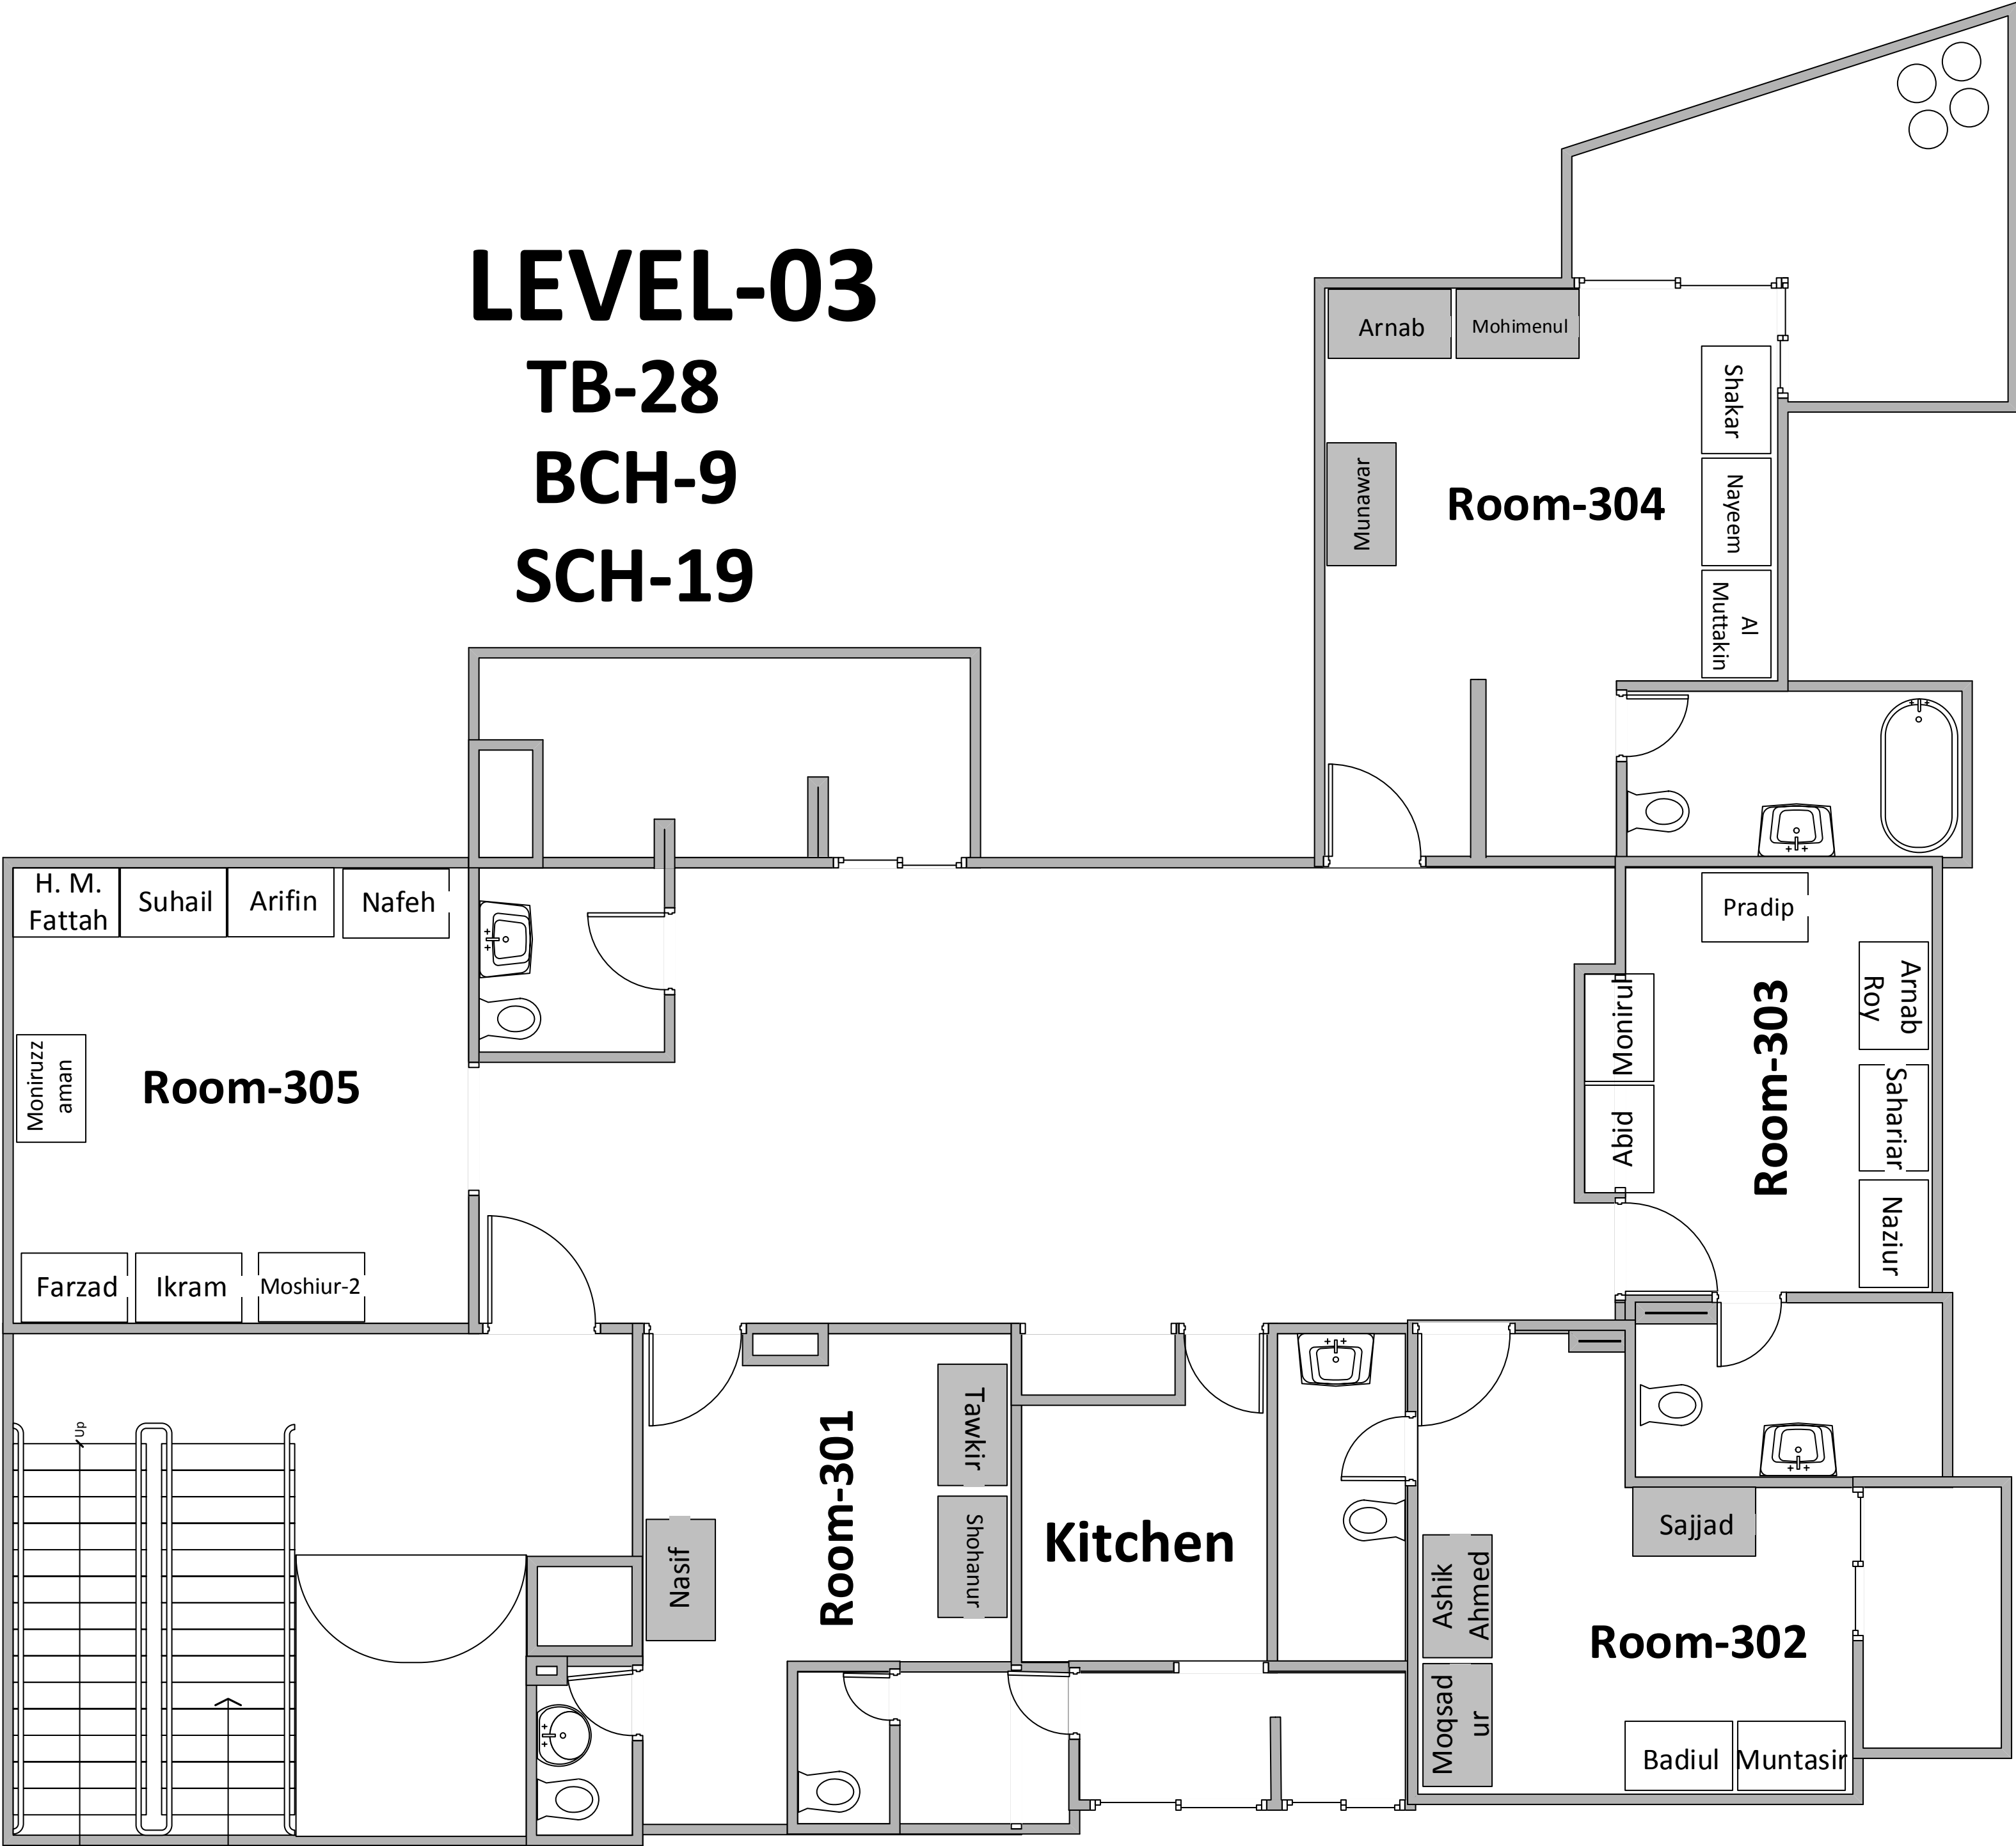 LEVEL-03
TB-28
BCH-9
SCH-19
Arnab
Mohimenul
Shakar
Munawar
Room-304
Nayeem
Al
Muttakin
H. M.
Fattah
Suhail
Arifin
Nafeh
Moniruzz
aman
Room-305
Farzad
Ikram
Moshiur-2
Pradip
Arnab
Roy
Monirul
Abid
Room-303
Sahariar
Naziur
Up
Tawkir
Room-301
Shohanur
Nasif
Kitchen
Sajjad
Ashik
Ahmed
Room-302
Moqsad
ur
Badiul
Muntasir